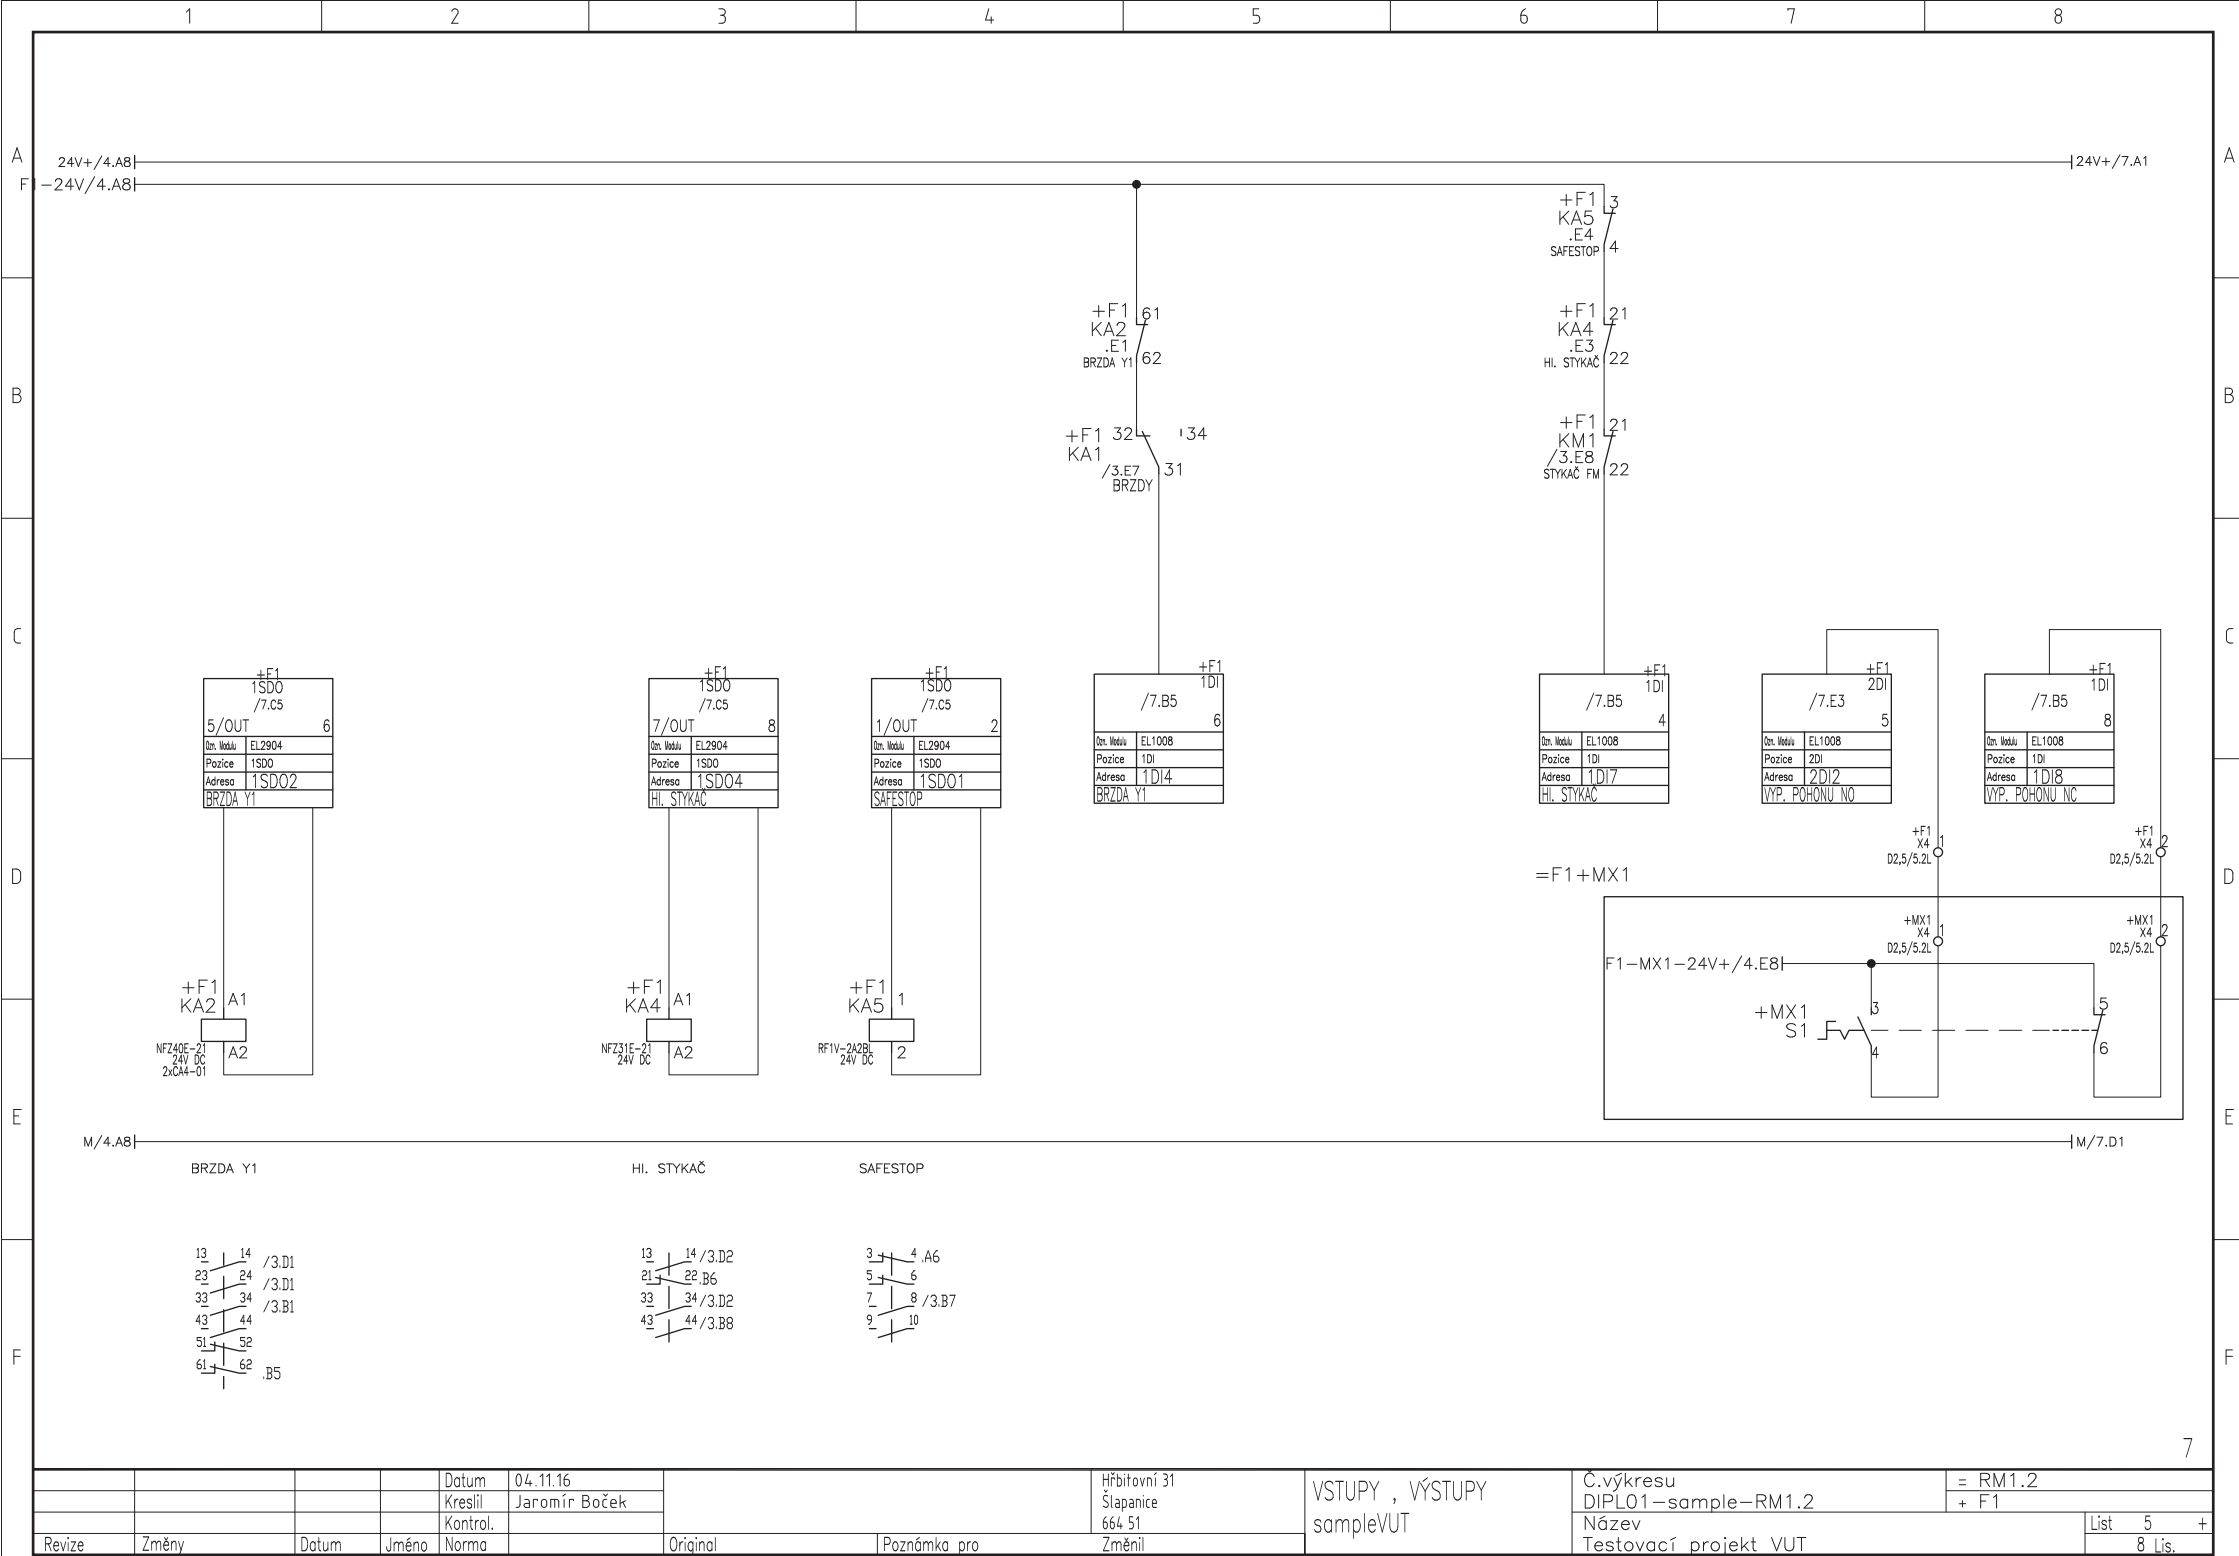 1 2 3 4 5 6 7 8
A
A
24V+/4.A8
24V+/7.A1
F1-24V/4.A8
+F1 3
KA5
.E4
SAFESTOP 4
+F1 61
KA2
.E1
BRZDA Y1 62
+F1 21
KA4
.E3
HI. STYKAČ 22
B
B
+F1 32 34
KA1
/3.E7 31
BRZDY
+F1 21
KM1
/3.E8
STYKAČ FM 22
C
C
+F1
1SDO
/7.C5
5/OUT 6
Ozn. Modulu EL2904
Pozice 1SDO
Adresa 1SDO2
BRZDA Y1
+F1
1SDO
/7.C5
7/OUT 8
Ozn. Modulu EL2904
Pozice 1SDO
Adresa 1SDO4
HI. STYKAČ
+F1
1SDO
/7.C5
1/OUT 2
Ozn. Modulu EL2904
Pozice 1SDO
Adresa 1SDO1
SAFESTOP
+F1
1DI
/7.B5
6
Ozn. Modulu EL1008
Pozice 1DI
Adresa 1DI4
BRZDA Y1
+F1
1DI
/7.B5
4
Ozn. Modulu EL1008
Pozice 1DI
Adresa 1DI7
HI. STYKAČ
+F1
2DI
/7.E3
5
Ozn. Modulu EL1008
Pozice 2DI
Adresa 2DI2
VYP. POHONU NO
+F1
1DI
/7.B5
8
Ozn. Modulu EL1008
Pozice 1DI
Adresa 1DI8
VYP. POHONU NC
+F1
X4 1
D2,5/5.2L
+F1
X4 2
D2,5/5.2L
D
D
=F1+MX1
+MX1
X4 1
D2,5/5.2L
+MX1
X4 2
D2,5/5.2L
F1-MX1-24V+/4.E8
+MX1
S1
3
4
5
6
+F1
KA2 A1
NFZ40E-21 A2
24V DC
2xCA4-01
+F1
KA4 A1
NFZ31E-21 A2
24V DC
+F1
KA5 1
RF1V-2A2BL 2
24V DC
E
E
M/4.A8
M/7.D1
BRZDA Y1
HI. STYKAČ
SAFESTOP
13 14 /3.D1
23 24 /3.D1
33 34 /3.B1
43 44
51 52
61 62 .B5
13 14 /3.D2
21 22 .B6
33 34 /3.D2
43 44 /3.B8
3 4 .A6
5 6
7 8 /3.B7
9 10
F
F
7
Datum 04.11.16
Kreslil Jaromír Boček
Kontrol.
Revize Změny Datum Jméno Norma Original Poznámka pro Změnil
Hřbitovní 31
Šlapanice
664 51
VSTUPY , VÝSTUPY
sampleVUT
Č.výkresu
DIPL01-sample-RM1.2
Název
Testovací projekt VUT
= RM1.2
+ F1
List 5 +
8 Lis.